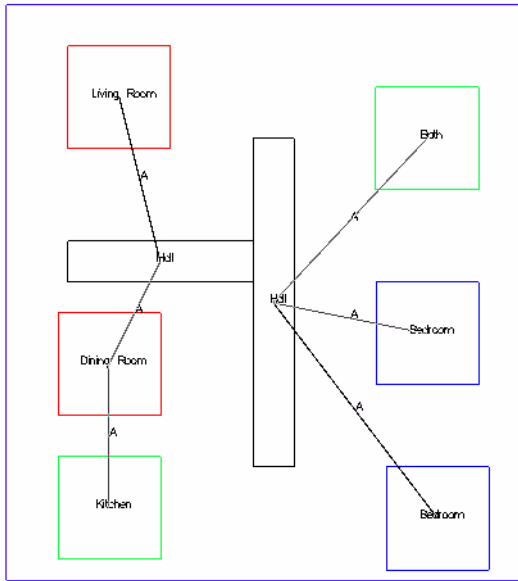 Living Room
Bath
A
A
Hall
Hall
A
A
Bedroom
Dining Room
A
A
Kitchen
Bedroom